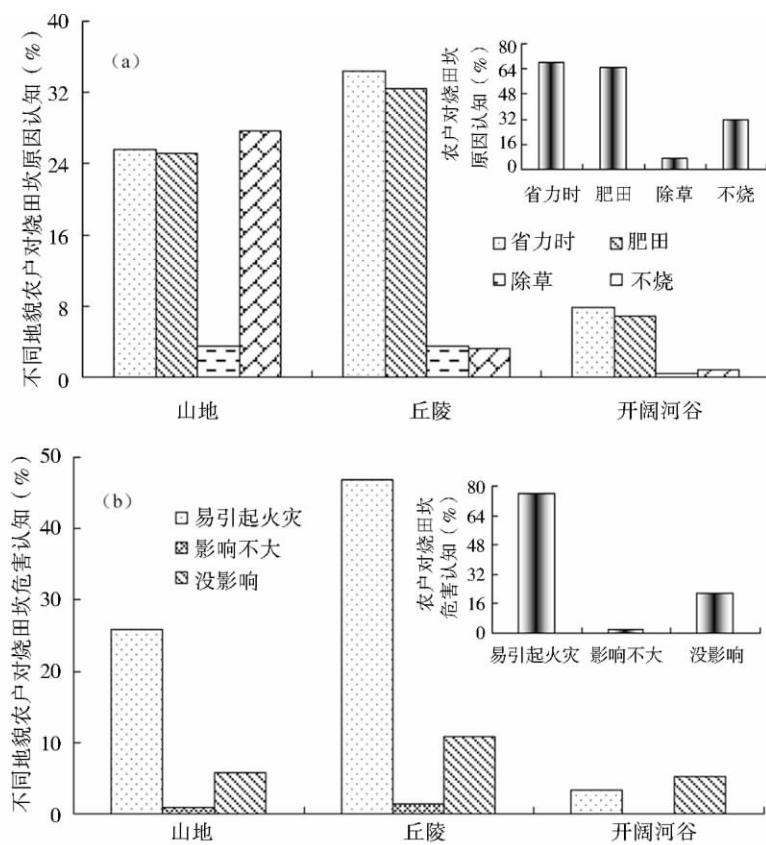 40
32
24
16
8
0
不同地貌农户对烧田坎原因认知（%）
（a）
80
64
48
32
16
0
农户对烧田坎
原因认知（%）
省力时 肥田 除草 不烧
省力时 肥田
除草 不烧
山地 丘陵 开阔河谷
50
40
30
20
10
0
不同地貌农户对烧田坎危害认知（%）
（b）
易引起火灾
影响不大
没影响
80
64
48
32
16
0
农户对烧田坎
危害认知（%）
易引起火灾 影响不大 没影响
山地 丘陵 开阔河谷